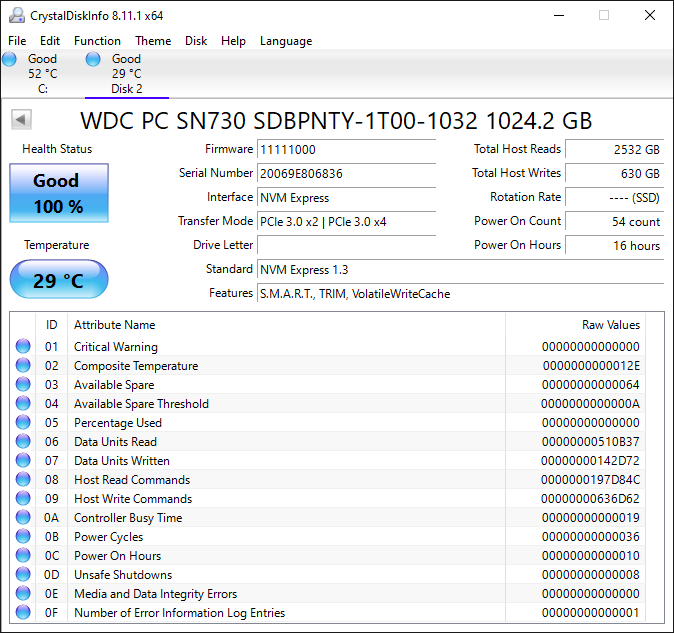 CrystalDiskInfo 8.11.1 x64
File Edit Function Theme Disk Help Language
Good Good
52 °C 29 °C
C: Disk 2
WDC PC SN730 SDBPNTY-1T00-1032 1024.2 GB
Health Status
Good
100 %
Temperature
29 °C
Firmware 11111000
Serial Number 20069E806836
Interface NVM Express
Transfer Mode PCIe 3.0 x2 | PCIe 3.0 x4
Drive Letter
Standard NVM Express 1.3
Features S.M.A.R.T., TRIM, VolatileWriteCache
Total Host Reads 2532 GB
Total Host Writes 630 GB
Rotation Rate ---- (SSD)
Power On Count 54 count
Power On Hours 16 hours
ID Attribute Name Raw Values
01 Critical Warning 00000000000000
02 Composite Temperature 0000000000012E
03 Available Spare 00000000000064
04 Available Spare Threshold 0000000000000A
05 Percentage Used 00000000000000
06 Data Units Read 00000000510B37
07 Data Units Written 00000000142D72
08 Host Read Commands 0000000197D84C
09 Host Write Commands 00000000636D62
0A Controller Busy Time 00000000000019
0B Power Cycles 00000000000036
0C Power On Hours 00000000000010
0D Unsafe Shutdowns 00000000000008
0E Media and Data Integrity Errors 00000000000000
0F Number of Error Information Log Entries 00000000000001